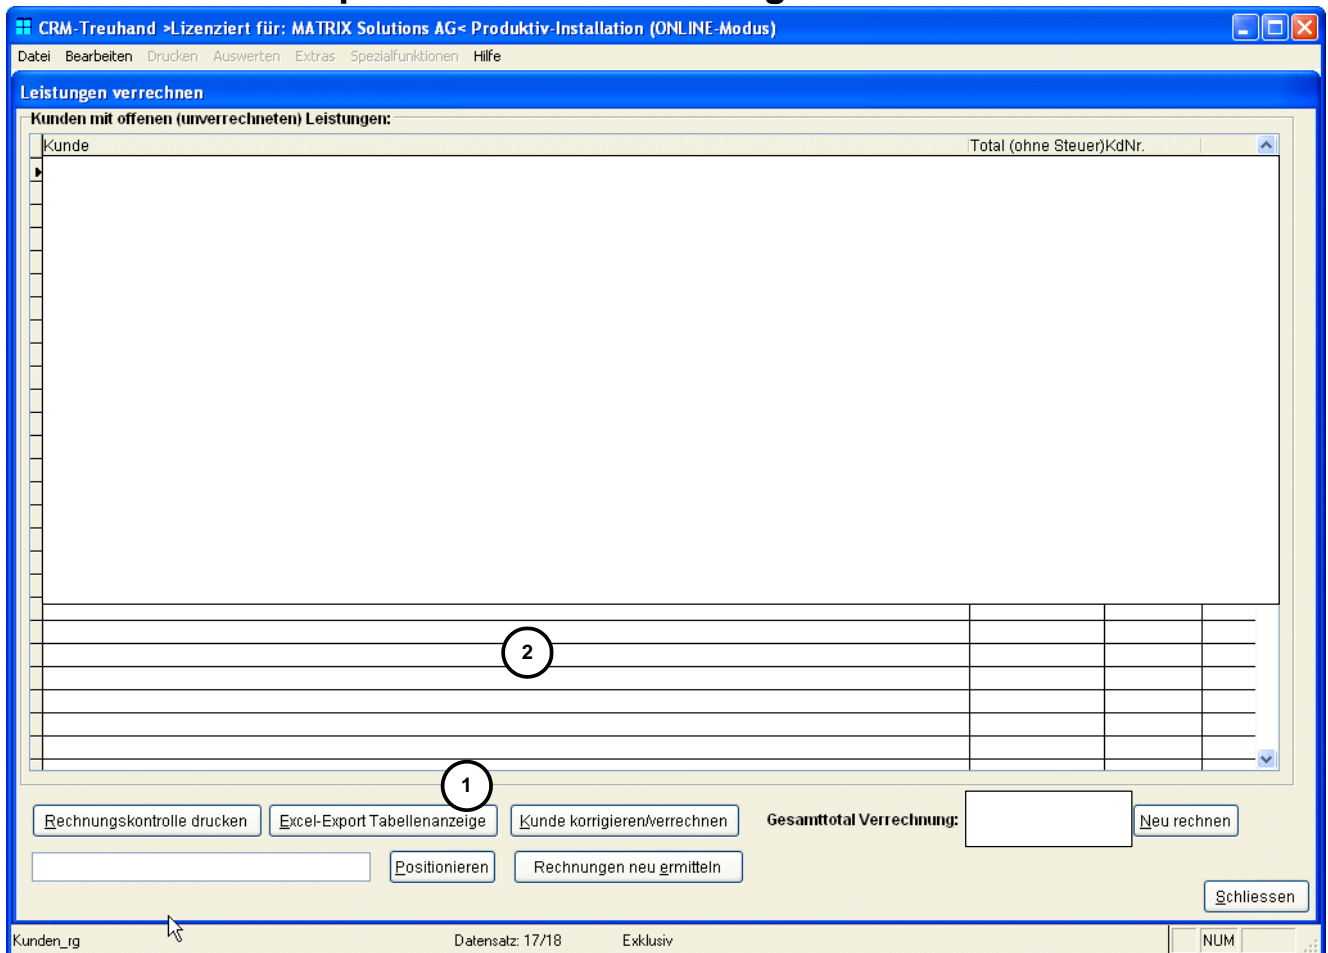 CRM-Treuhand >Lizenziert für: MATRIX Solutions AG< Produktiv-Installation (ONLINE-Modus)
Datei Bearbeiten Drucken Auswerten Extras Spezialfunktionen Hilfe
Leistungen verrechnen
Kunden mit offenen (unverrechneten) Leistungen:
Kunde Total (ohne Steuer) KdNr.
2
1
Rechnungskontrolle drucken Excel-Export Tabellenanzeige Kunde korrigieren/verrechnen Gesamttotal Verrechnung: Neu rechnen
Positionieren Rechnungen neu ermitteln
Schliessen
Kunden_rg Datensatz: 17/18 Exklusiv NUM